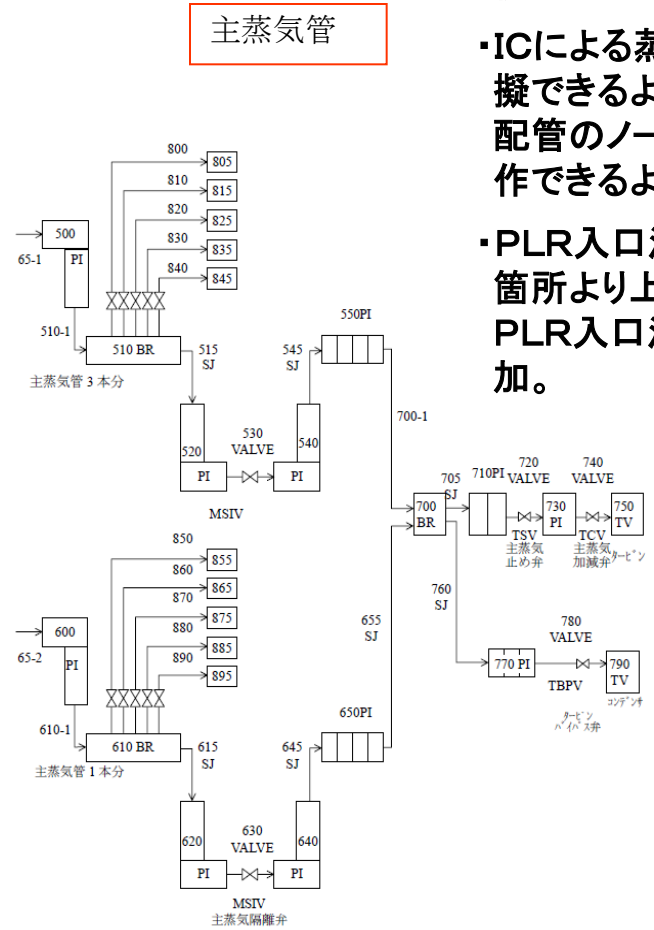 主蒸気管
・ICによる蒸
擬できるよ
配管のノー
作できるよ
・PLR入口
箇所より上
PLR入口
加。
800
805
810
815
820
825
830
835
840
845
500
PI
65-1
510-1
510 BR
主蒸気管 3 本分
515
SJ
545
SJ
550PI
520
PI
530
VALVE
540
PI
MSIV
700-1
700
BR
705
SJ
710PI
720
VALVE
TSV
主蒸気
止め弁
730
PI
740
VALVE
TCV
主蒸気
加減弁
750
TV
タービン
760
SJ
770 PI
780
VALVE
TBPV
タービン
バイパス弁
790
TV
コンデンサ
850
855
860
865
870
875
880
885
890
895
600
PI
65-2
610-1
610 BR
主蒸気管 1 本分
615
SJ
645
SJ
650PI
655
SJ
620
PI
630
VALVE
640
PI
MSIV
主蒸気隔離弁